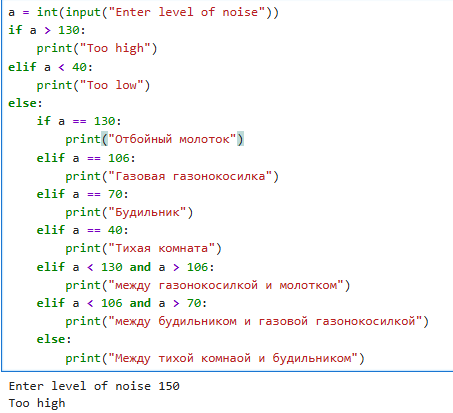 a = int(input("Enter level of noise"))
if a > 130:
    print("Too high")
elif a < 40:
    print("Too low")
else:
    if a == 130:
        print("Отбойный молоток")
    elif a == 106:
        print("Газовая газонокосилка")
    elif a == 70:
        print("Будильник")
    elif a == 40:
        print("Тихая комната")
    elif a < 130 and a > 106:
        print("между газонокосилкой и молотком")
    elif a < 106 and a > 70:
        print("между будильником и газовой газонокосилкой")
    else:
        print("Между тихой комнаой и будильником")
Enter level of noise 150
Too high